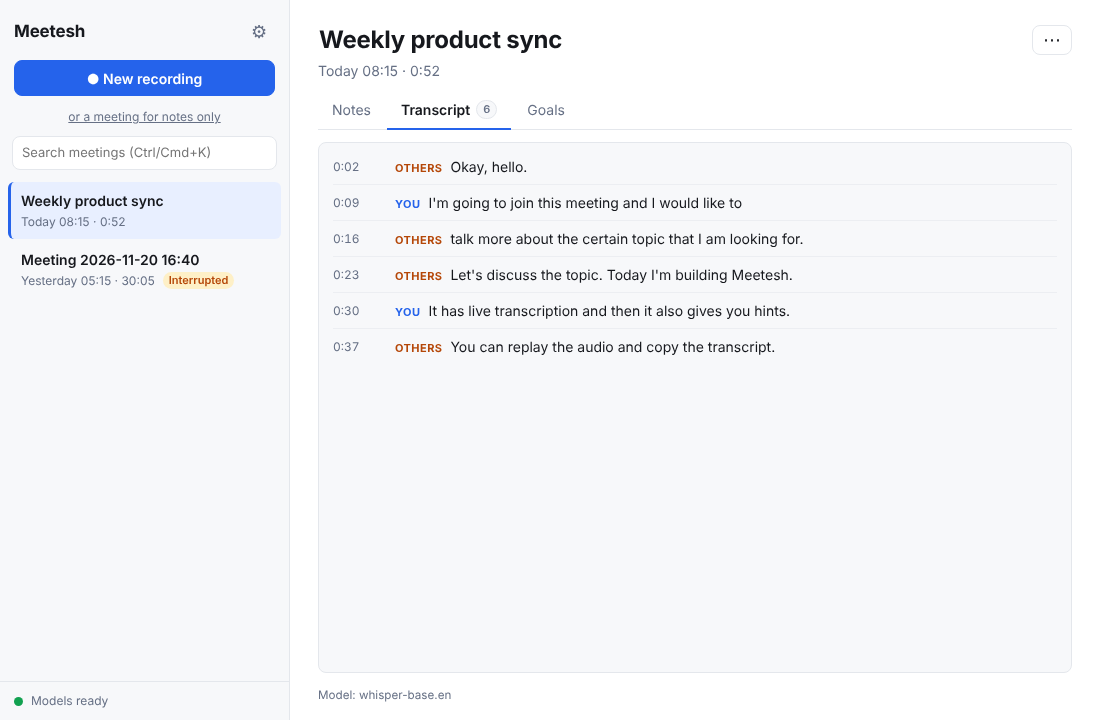 Meetesh
New recording
or a meeting for notes only
Search meetings (Ctrl/Cmd+K)
Weekly product sync
Today 08:15 · 0:52
Meeting 2026-11-20 16:40
Yesterday 05:15 · 30:05 Interrupted
Models ready
Weekly product sync
Today 08:15 · 0:52
Notes Transcript 6 Goals
0:02 OTHERS Okay, hello.
0:09 YOU I'm going to join this meeting and I would like to
0:16 OTHERS talk more about the certain topic that I am looking for.
0:23 OTHERS Let's discuss the topic. Today I'm building Meetesh.
0:30 YOU It has live transcription and then it also gives you hints.
0:37 OTHERS You can replay the audio and copy the transcript.
Model: whisper-base.en